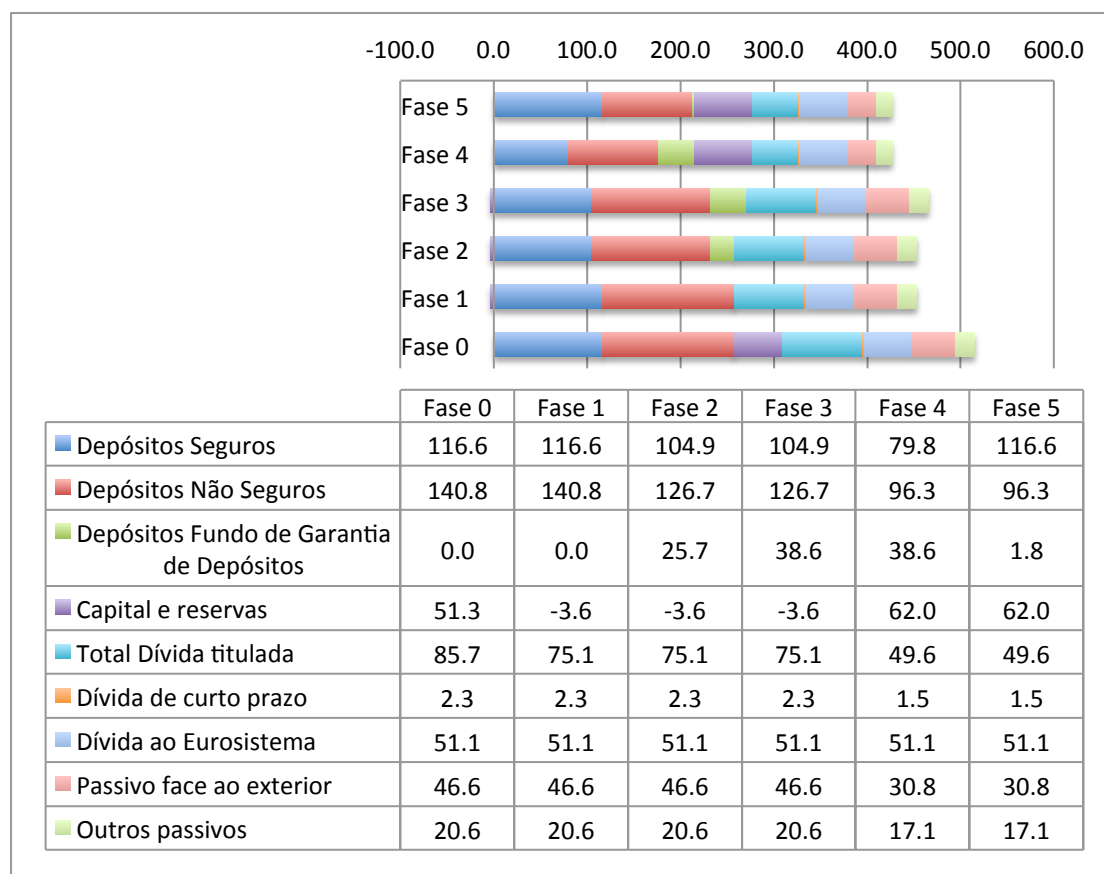 -100.0 0.0 100.0 200.0 300.0 400.0 500.0 600.0
Fase 5
Fase 4
Fase 3
Fase 2
Fase 1
Fase 0
Fase 0 Fase 1 Fase 2 Fase 3 Fase 4 Fase 5
Depósitos Seguros 116.6 116.6 104.9 104.9 79.8 116.6
Depósitos Não Seguros 140.8 140.8 126.7 126.7 96.3 96.3
Depósitos Fundo de Garantia
de Depósitos 0.0 0.0 25.7 38.6 38.6 1.8
Capital e reservas 51.3 -3.6 -3.6 -3.6 62.0 62.0
Total Dívida titulada 85.7 75.1 75.1 75.1 49.6 49.6
Dívida de curto prazo 2.3 2.3 2.3 2.3 1.5 1.5
Dívida ao Eurosistema 51.1 51.1 51.1 51.1 51.1 51.1
Passivo face ao exterior 46.6 46.6 46.6 46.6 30.8 30.8
Outros passivos 20.6 20.6 20.6 20.6 17.1 17.1